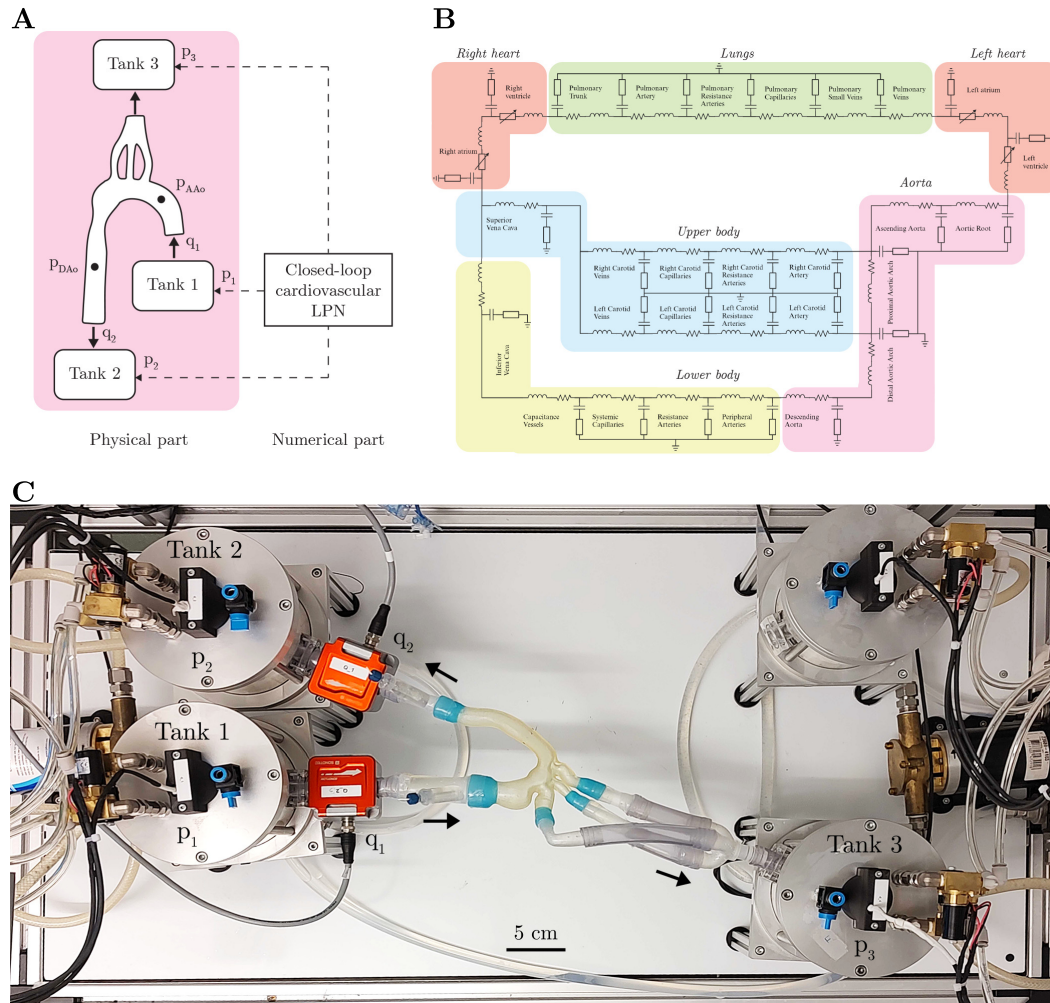 A
Tank 3
p3
pAAo
q1
pDAo
Tank 1
p1
Closed-loop
cardiovascular
LPN
q2
Tank 2
p2
Physical part
Numerical part
B
Right heart
Lungs
Left heart
Right
ventricle
Pulmonary
Trunk
Pulmonary
Artery
Pulmonary
Resistance
Arteries
Pulmonary
Capillaries
Pulmonary
Small Veins
Pulmonary
Veins
Left atrium
Right atrium
Left
ventricle
Aorta
Superior
Vena Cava
Upper body
Ascending Aorta
Aortic Root
Right Carotid
Veins
Right Carotid
Capillaries
Right Carotid
Resistance
Arteries
Right Carotid
Artery
Left Carotid
Veins
Left Carotid
Capillaries
Left Carotid
Resistance
Arteries
Left Carotid
Artery
Proximal Aortic Arch
Inferior
Vena Cava
Distal Aortic Arch
Lower body
Capacitance
Vessels
Systemic
Capillaries
Resistance
Arteries
Peripheral
Arteries
Descending
Aorta
C
Tank 2
q2
p2
Q.1
Tank 1
Q.2
p1
q1
Tank 3
5 cm
p3